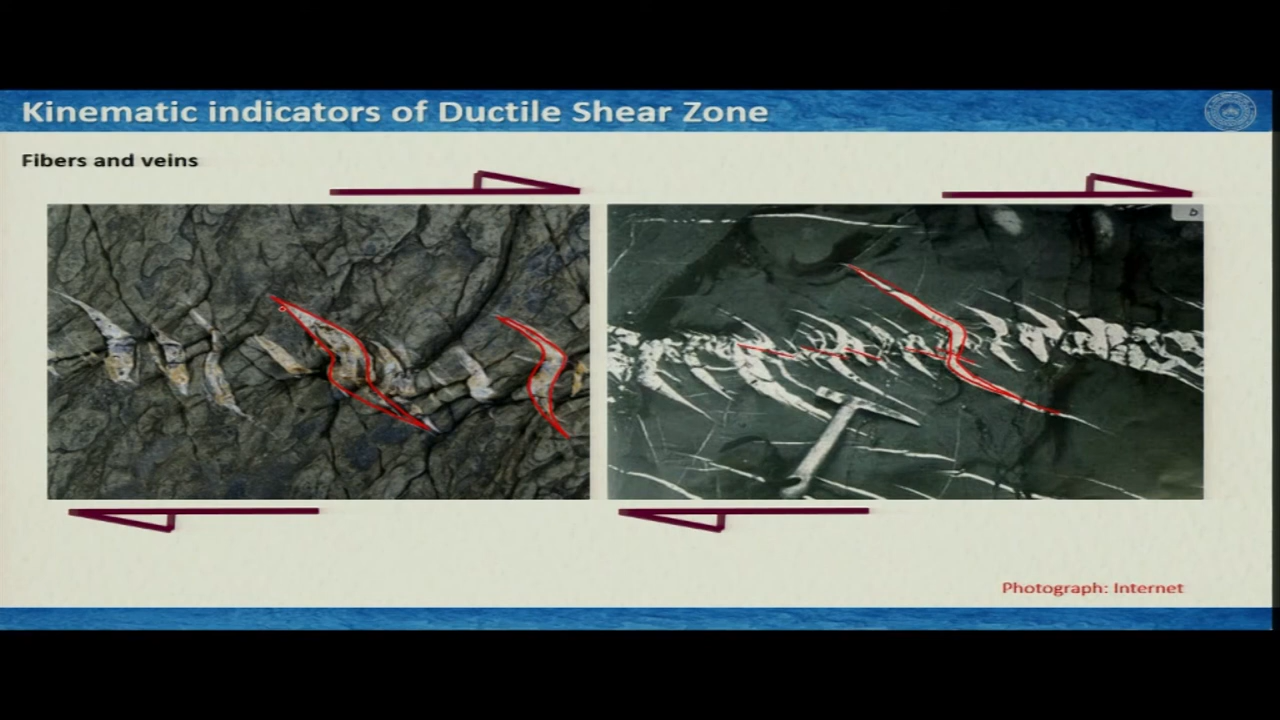 Kinematic indicators of Ductile Shear Zone
Fibers and veins
b
Photograph: Internet